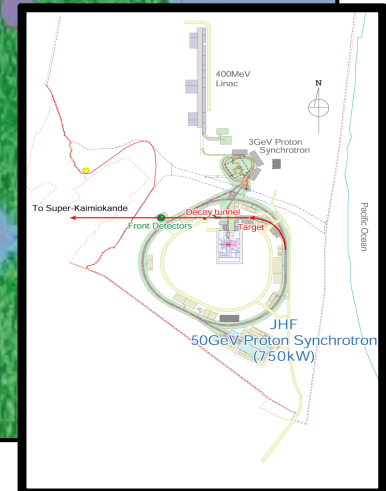 400MeV
Linac
N
3GeV Proton
Synchrotron
To Super-Kaimiokande
Decay tunnel
Front Detectors
Target
Pacific Ocean
JHF
50GeV Proton Synchrotron
(750kW)